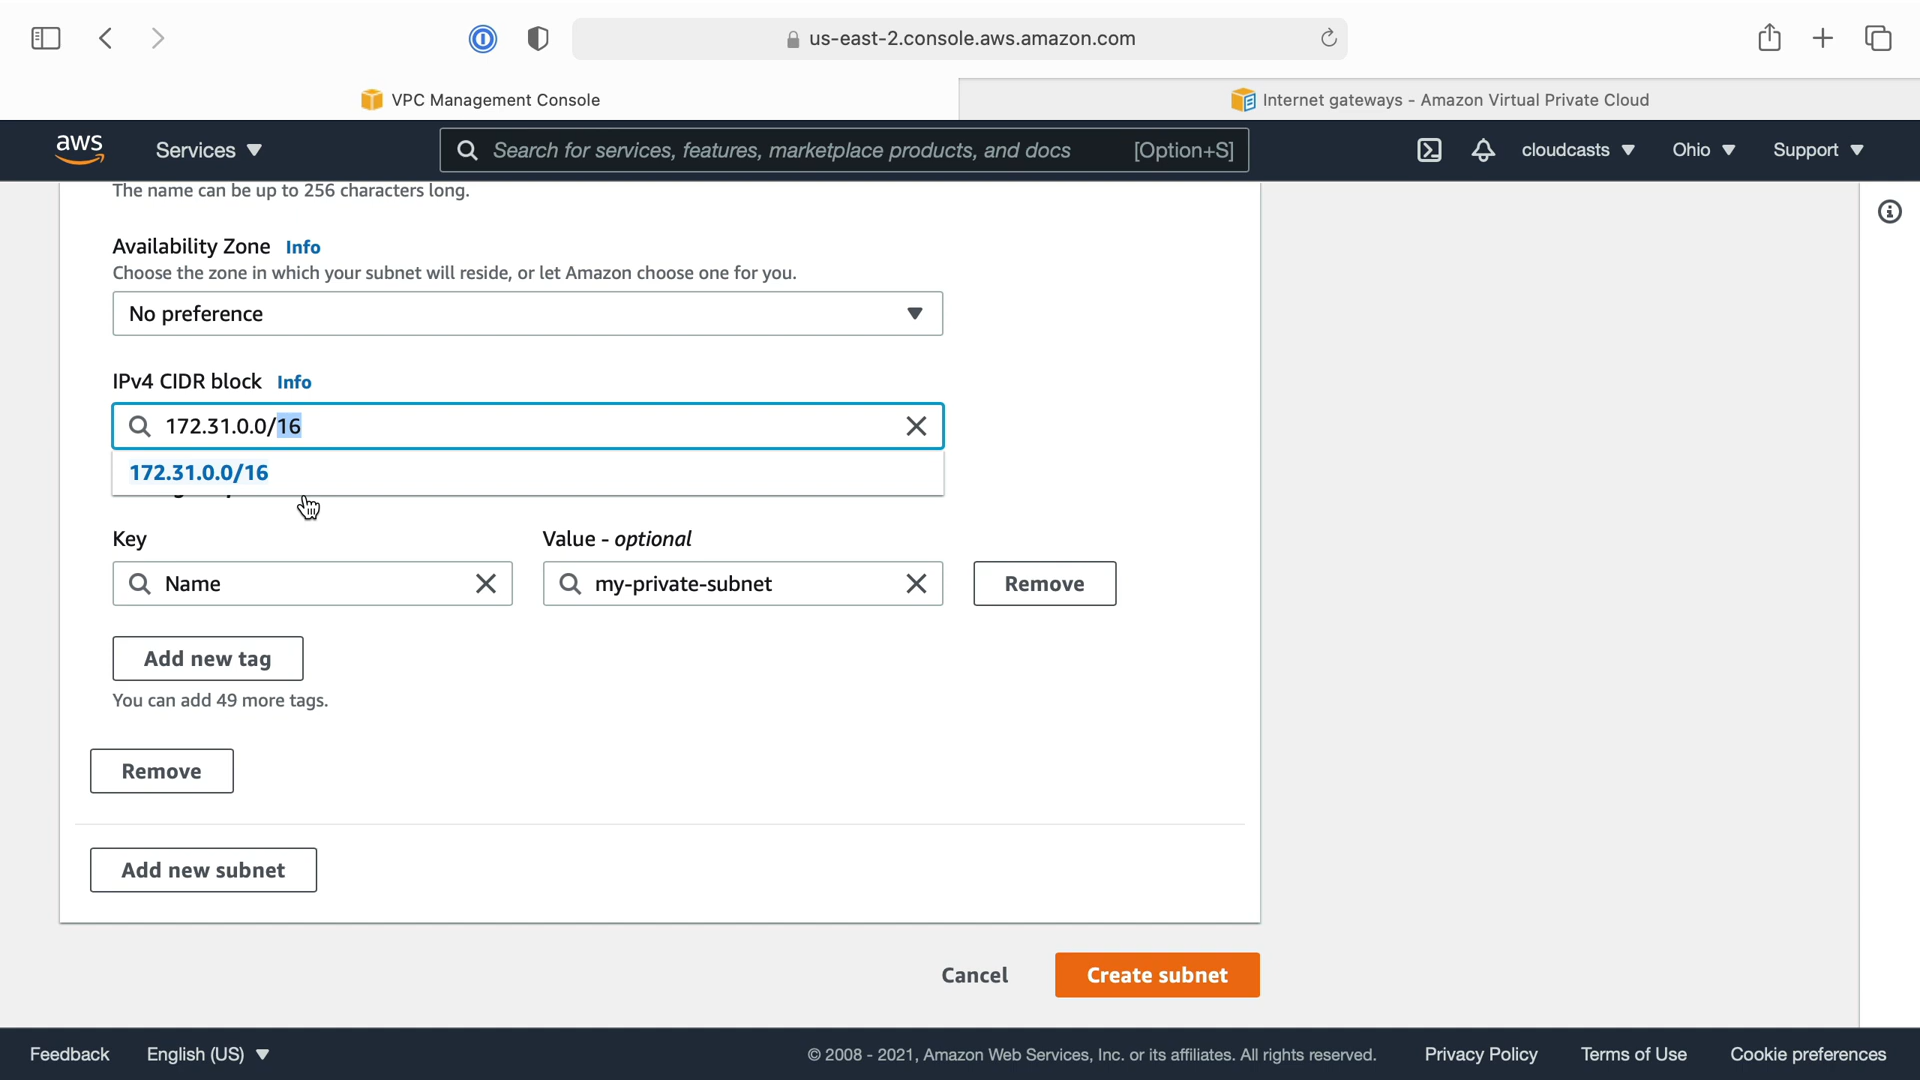 us-east-2.console.aws.amazon.com
VPC Management Console
Internet gateways - Amazon Virtual Private Cloud
aws
Services
Search for services, features, marketplace products, and docs [Option+S]
cloudcasts
Ohio
Support
The name can be up to 256 characters long.
Availability Zone Info
Choose the zone in which your subnet will reside, or let Amazon choose one for you.
No preference
IPv4 CIDR block Info
172.31.0.0/16
172.31.0.0/16
Key
Value - optional
Name
my-private-subnet
Remove
Add new tag
You can add 49 more tags.
Remove
Add new subnet
Cancel
Create subnet
Feedback
English (US)
© 2008 - 2021, Amazon Web Services, Inc. or its affiliates. All rights reserved.
Privacy Policy
Terms of Use
Cookie preferences